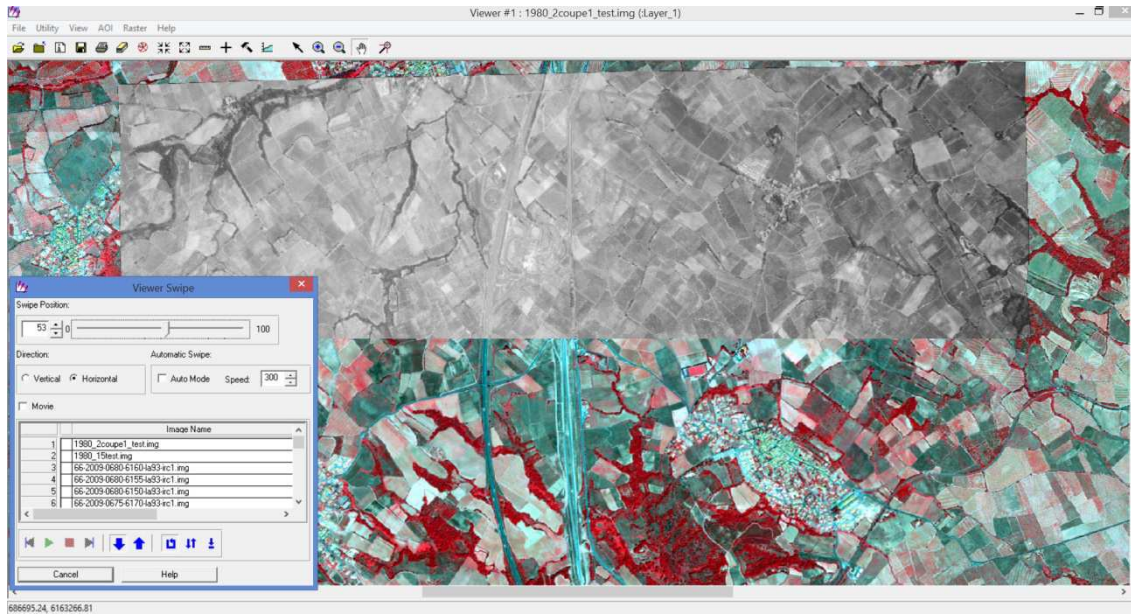 Viewer #1 : 1980_2coupe1_test.img (:Layer_1)
File Utility View AOI Raster Help
Viewer Swipe
Swipe Position:
53 0 100
Direction: Automatic Swipe:
Vertical Horizontal Auto Mode Speed: 300
Movie
Image Name
1 1980_2coupe1_test.img
2 1980_15test.img
3 66-2009-0680-6160-la93-irc1.img
4 66-2009-0680-6155-la93-irc1.img
5 66-2009-0680-6150-la93-irc1.img
6 66-2009-0675-6170-la93-irc1.img
Cancel Help
686695.24, 6163266.81